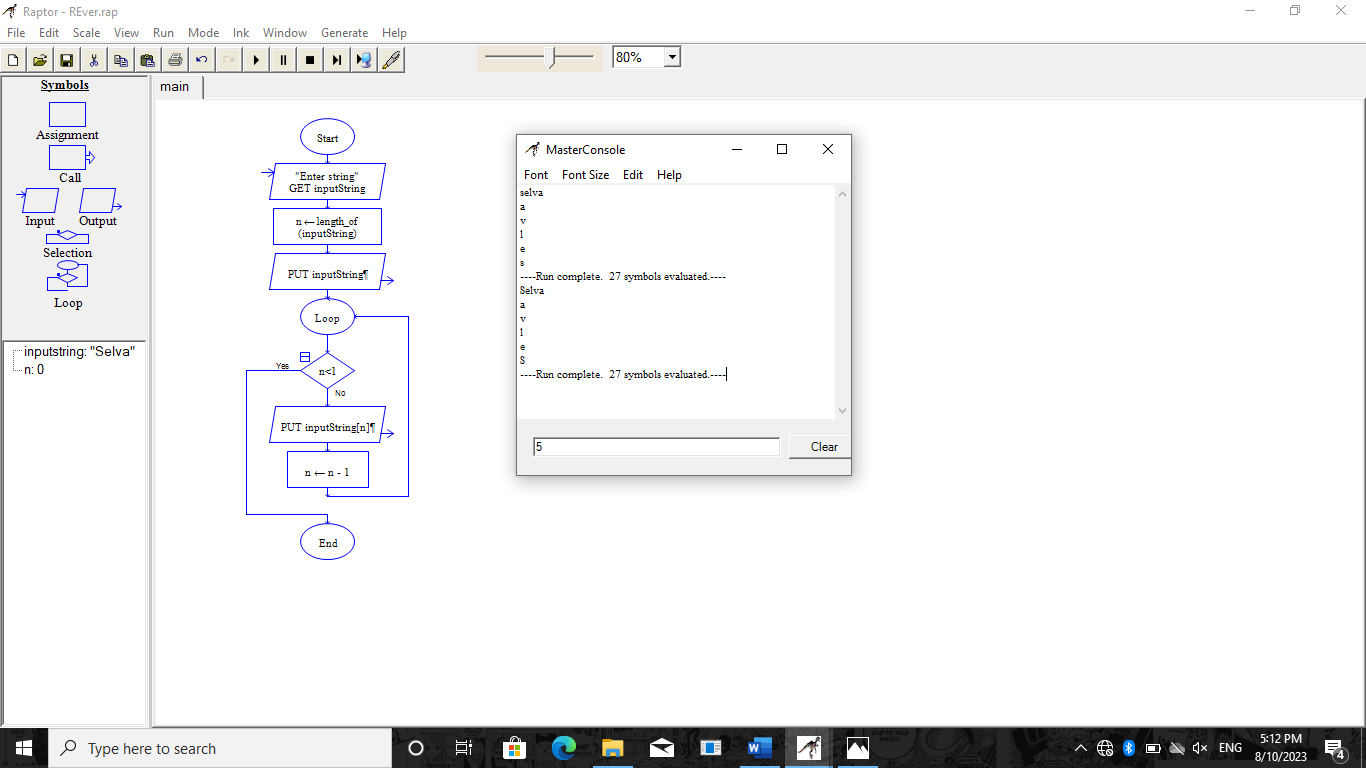 Raptor - REver.rap
File Edit Scale View Run Mode Ink Window Generate Help
80%
Symbols
Assignment
Call
Input Output
Selection
Loop
inputstring: "Selva"
n: 0
main
Start
"Enter string"
GET inputString
n ← length_of
(inputString)
PUT inputString¶
Loop
Yes
n<1
No
PUT inputString[n]¶
n ← n - 1
End
MasterConsole
Font Font Size Edit Help
selva
a
v
l
e
s
----Run complete. 27 symbols evaluated.----
Selva
a
v
l
e
S
----Run complete. 27 symbols evaluated.----
5
Clear
Type here to search
ENG
5:12 PM
8/10/2023
4